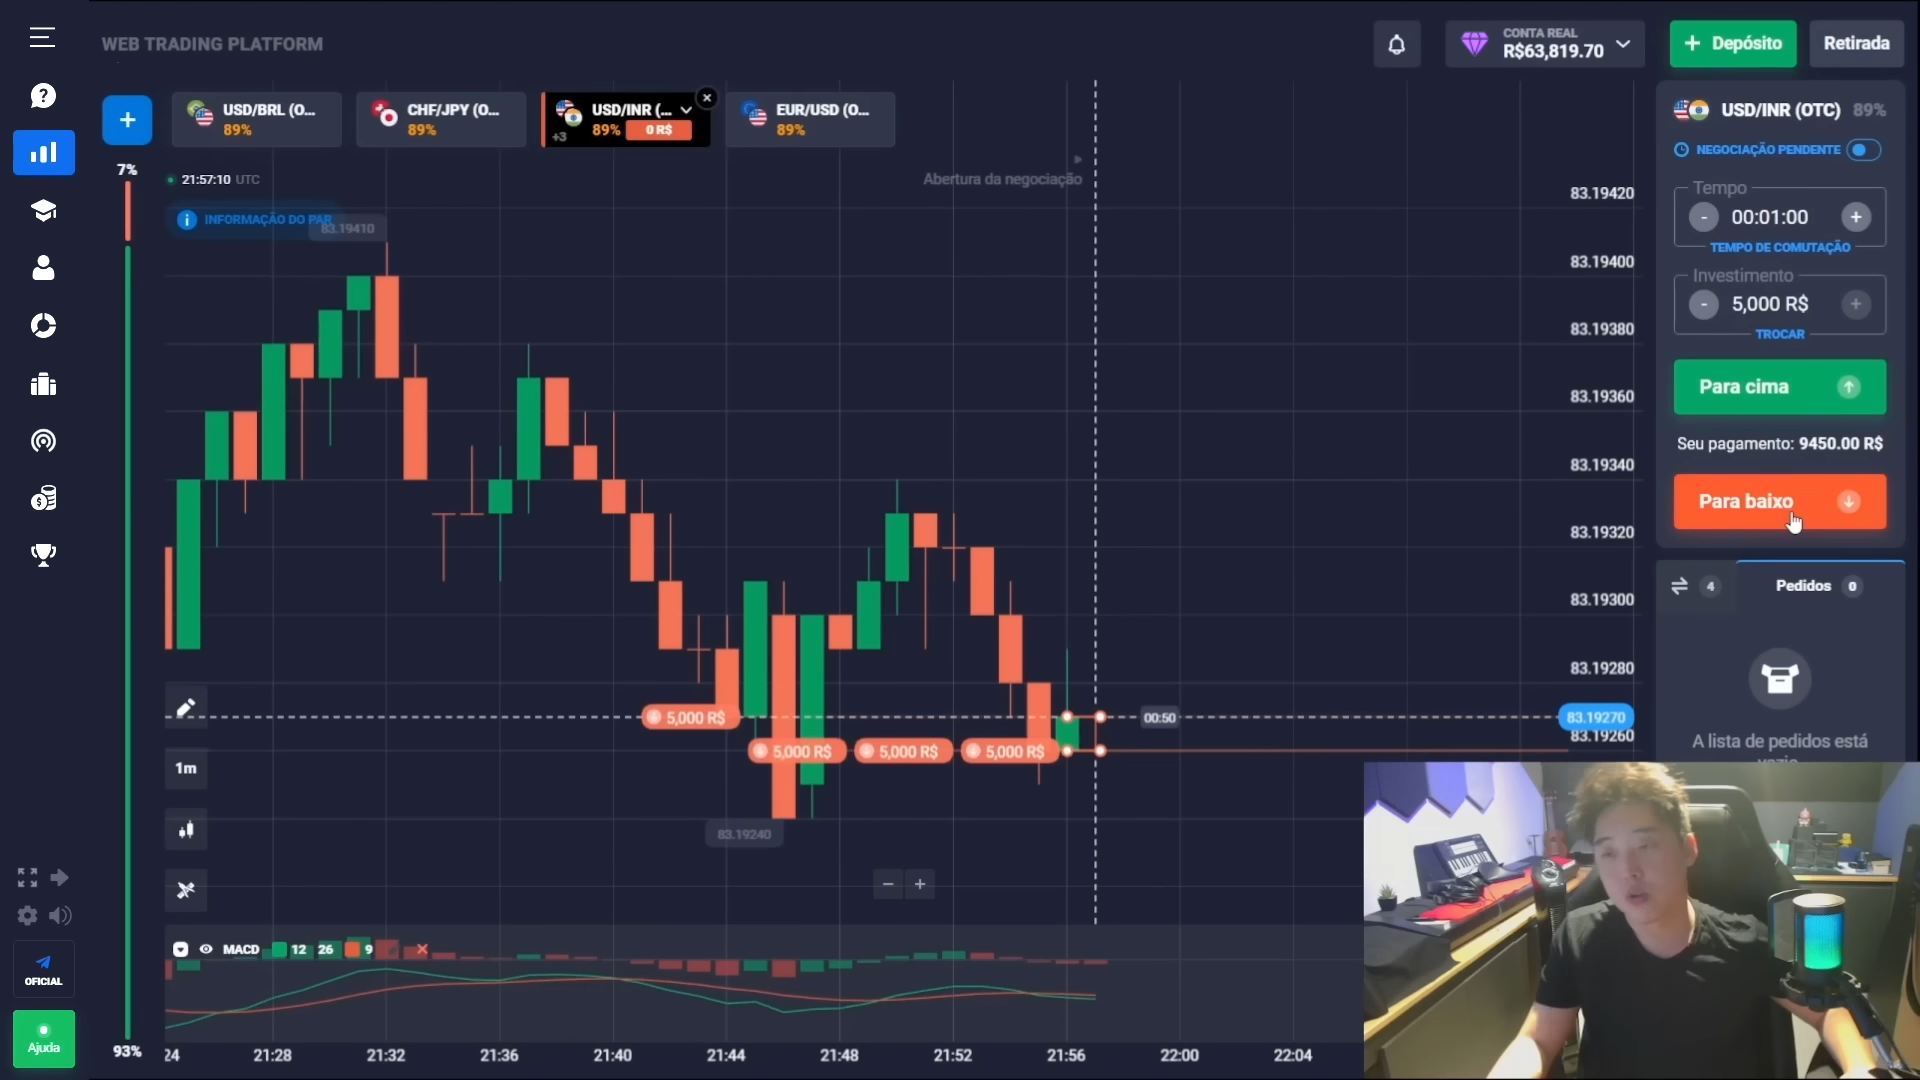 WEB TRADING PLATFORM
CONTA REAL
R$63,819.70
+ Depósito
Retirada
USD/BRL (O...
89%
CHF/JPY (O...
89%
USD/INR (...
+3
89%
0 R$
EUR/USD (O...
89%
USD/INR (OTC) 89%
NEGOCIAÇÃO PENDENTE
7%
21:57:10 UTC
Abertura da negociação
INFORMAÇÃO DO PAR
83.19410
Tempo
- 00:01:00 +
TEMPO DE COMUTAÇÃO
Investimento
- 5,000 R$ +
TROCAR
Para cima
Seu pagamento: 9450.00 R$
Para baixo
83.19420
83.19400
83.19380
83.19360
83.19340
83.19320
83.19300
83.19280
83.19270
83.19260
4
Pedidos 0
A lista de pedidos está
vazia
5,000 R$
00:50
5,000 R$
5,000 R$
5,000 R$
83.19240
1m
MACD 12 26 9
OFICIAL
Ajuda
93%
24
21:28
21:32
21:36
21:40
21:44
21:48
21:52
21:56
22:00
22:04